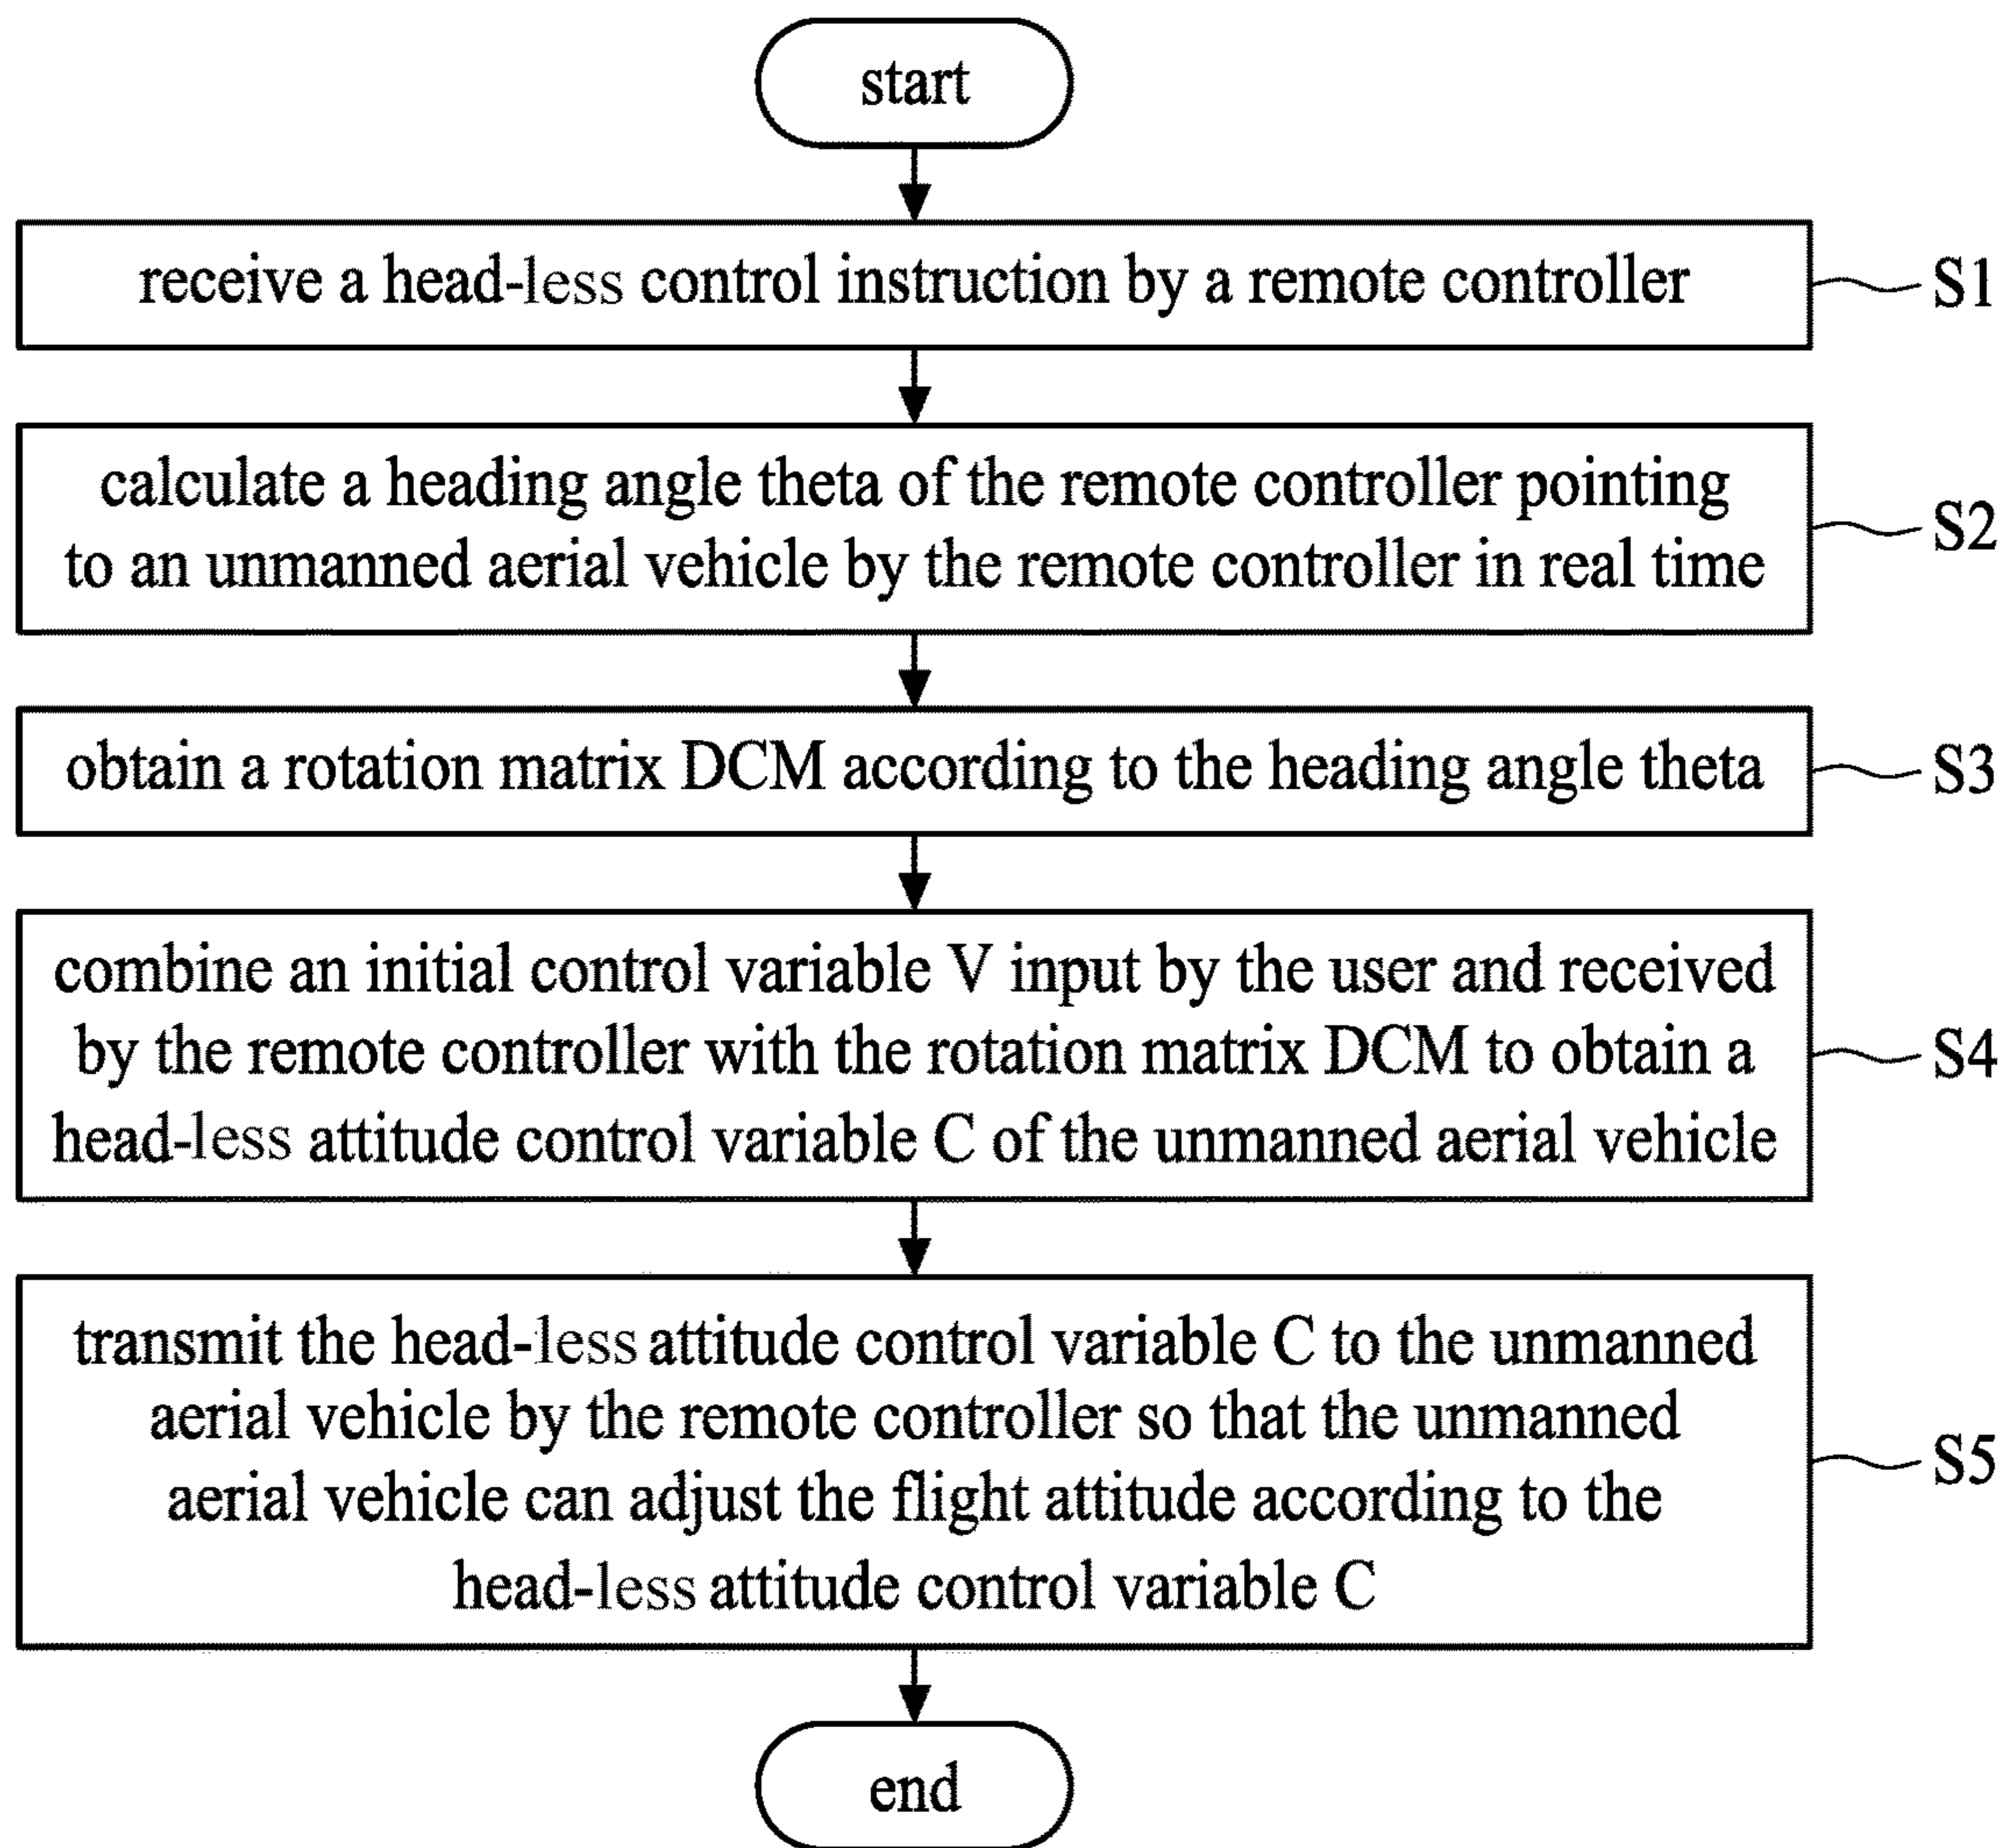 start
receive a head-less control instruction by a remote controller
S1
calculate a heading angle theta of the remote controller pointing
to an unmanned aerial vehicle by the remote controller in real time
S2
obtain a rotation matrix DCM according to the heading angle theta
S3
combine an initial control variable V input by the user and received
by the remote controller with the rotation matrix DCM to obtain a
head-less attitude control variable C of the unmanned aerial vehicle
S4
transmit the head-less attitude control variable C to the unmanned
aerial vehicle by the remote controller so that the unmanned
aerial vehicle can adjust the flight attitude according to the
head-less attitude control variable C
S5
end